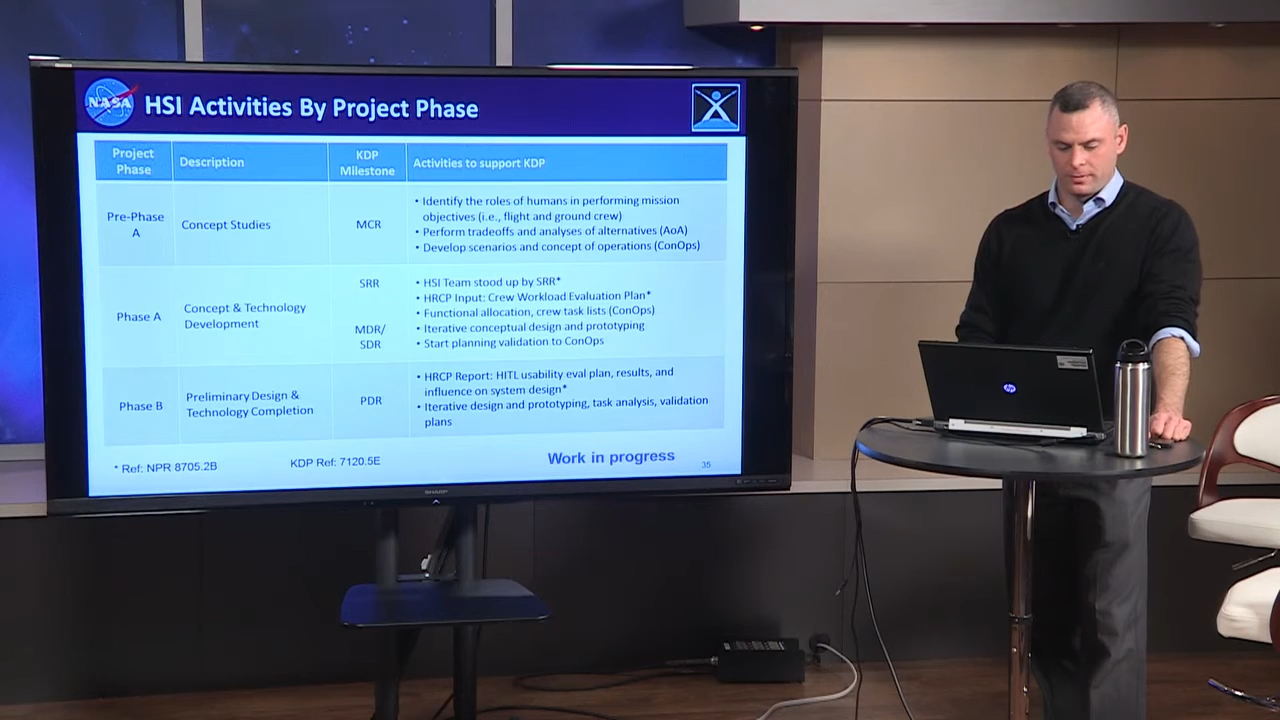 NASA
HSI Activities By Project Phase
Project
Phase
Description
KDP
Milestone
Activities to support KDP
Pre-Phase
A
Concept Studies
MCR
• Identify the roles of humans in performing mission
objectives (i.e., flight and ground crew)
• Perform tradeoffs and analyses of alternatives (AoA)
• Develop scenarios and concept of operations (ConOps)
Phase A
Concept & Technology
Development
SRR
MDR/
SDR
• HSI Team stood up by SRR*
• HRCP Input: Crew Workload Evaluation Plan*
• Functional allocation, crew task lists (ConOps)
• Iterative conceptual design and prototyping
• Start planning validation to ConOps
Phase B
Preliminary Design &
Technology Completion
PDR
• HRCP Report: HITL usability eval plan, results, and
influence on system design*
• Iterative design and prototyping, task analysis, validation
plans
* Ref: NPR 8705.2B
KDP Ref: 7120.5E
Work in progress
35
SHARP
hp